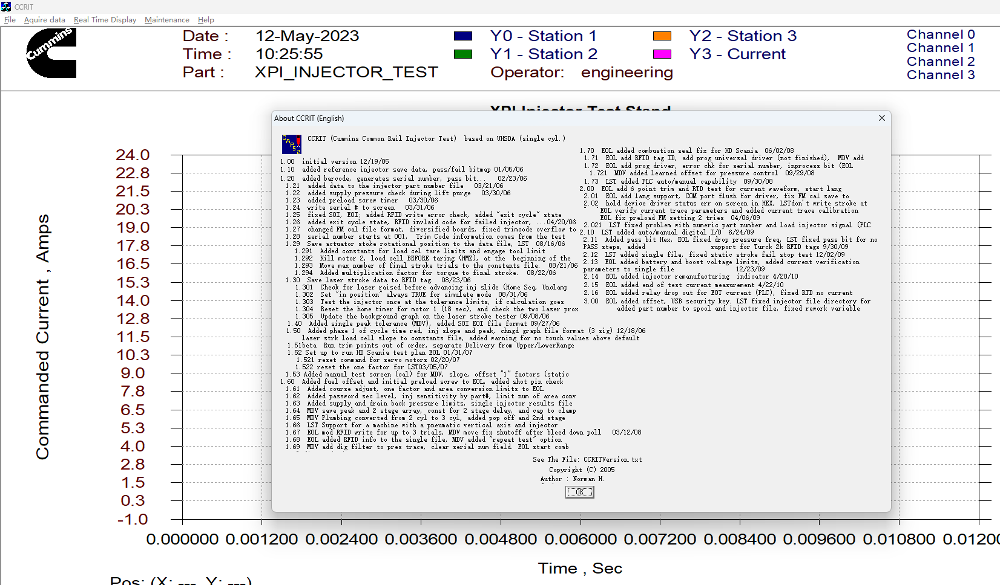 CCRIT
File Aquire data Real Time Display Maintenance Help
Cummins
Date : 12-May-2023
Time : 10:25:55
Part : XPI_INJECTOR_TEST
Y0 - Station 1
Y1 - Station 2
Y2 - Station 3
Y3 - Current
Operator: engineering
Channel 0
Channel 1
Channel 2
Channel 3
XPI Injector Test Stand
About CCRIT (English)
CCRIT (Cummins Common Rail Injector Test) based on UHSDA (single cyl.)
1.00 initial version 12/19/05
1.10 added reference injector save data, pass/fail bitmap 01/05/06
1.20 added barcode, generates serial number, pass bit... 02/23/06
1.21 added data to the injector part number file 03/21/06
1.22 added supply pressure check during lift purge 03/30/06
1.23 added preload screw timer 03/30/06
1.24 write serial # to screen 03/31/06
1.25 fixed SOI, EOI; added RFID write error check, added "exit cycle" state
1.26 added exit cycle state, RFID invlaid code for failed injector, ...04/20/06
1.27 changed FM cal file format, diversified boards, fixed trimcode overflow to
1.28 serial number starts at 001, Trim Code information comes from the test
1.29 Save actuator stoke rotational position to the data file, LST 08/16/06
1.291 Added constants for load cel tare limits and engage tool limit
1.292 Kill motor 2, load cell BEFORE taring (HMZ), at the beginning of the
1.293 Move max number of final stroke trials to the constants file. 08/21/06
1.294 Added multiplication factor for torque to final stroke. 08/22/06
1.30 Save laser stroke data to RFID tag. 08/23/06
1.301 Check for laser raised before advancing inj slide (Home Seq, Unclamp
1.302 Set "in position" always TRUE for simulate mode 08/31/06
1.303 Test the injector once at the tolerance limits, if calculation goes
1.304 Reset the home timer for motor 1 (18 sec), and check the two laser prox
1.305 Update the background graph on the laser stroke tester 09/08/06
1.40 Added single peak tolerance (MDV), added SOI EOI file format 09/27/06
1.50 Added phase 1 of cycle time red, inj slope and peak, chngd graph file format (3 sig) 12/18/06
laser strk load cell slope to constants file, added warning for no touch values above default
1.51beta Run trim points out of order, separate Delivery from Upper/LowerRange
1.52 Set up to run HD Scania test plan EOL 01/31/07
1.521 reset command for servo motors 02/20/07
1.522 reset the one factor for LST03/05/07
1.53 Added manual test screen (cal) for MDV, slope, offset "1" factors (static
1.60 Added fuel offset and initial preload screw to EOL, added shot pin check
1.61 Added course adjust, one factor and area conversion limits to EOL
1.62 Added password sec level, inj sensitivity by part#, limit num of area conv
1.63 Added supply and drain back pressure limits, single injector results file
1.64 MDV save peak and 2 stage array, const for 2 stage delay, and cap to clamp
1.65 MDV Plumbing converted from 2 cyl to 3 cyl, added pop off and 2nd stage
1.66 LST Support for a machine with a pneumatic vertical axis and injector
1.67 EOL mod RFID write for up to 3 trials, MDV move fix shutoff after bleed down poll 03/12/08
1.68 EOL added RFID info to the single file, MDV added "repeat test" option
1.69 MDV add dig filter to pres trace, clear serial num field. EOL start comb
1.70 EOL added combustion seal fix for HD Scania 06/02/08
1.71 EOL add RFID tag ID, add prog universal driver (not finished), MDV add
1.72 EOL add prog driver, error chk for serial number, inprocess bit (EOL
1.721 MDV added learned offset for pressure control 09/29/08
1.73 LST added PLC auto/manual capability 09/30/08
2.00 EOL add 6 point trim and RTD test for current waveform, start lang
2.01 EOL add lang support, COM port flush for driver, fix FM cal save to
2.02 hold device driver status err on screen in HEX, LSTdon't write stroke at
EOL verify current trace parameters and added current trace calibration
EOL fix preload FM setting 2 tries 04/06/09
2.021 LST fixed problem with numeric part number and load injector signal (PLC
2.10 LST added auto/manual digital I/O 6/24/09
2.11 Added pass bit Hex, EOL fixed drop pressure freq, LST fixed pass bit for no
PASS steps, added support for Turck 2k RFID tags 9/30/09
2.12 LST added single file, fixed static stroke fail stop test 12/02/09
2.13 EOL added battery and boost voltage limits, added current verification
parameters to single file 12/23/09
2.14 EOL added injector remanufacturing indicator 4/20/10
2.15 EOL added end of test current measurement 4/22/10
2.16 EOL added relay drop out for EOT current (PLC), fixed RTD no current
3.00 EOL added offset, USB security key. LST fixed injector file directory for
added part number to spool and injector file, fixed rework variable
See The File: CCRITVersion.txt
Copyright (C) 2005
Author : Norman H.
OK
Commanded Current , Amps
24.0
22.8
21.5
20.3
19.0
17.8
16.5
15.3
14.0
12.8
11.5
10.3
9.0
7.8
6.5
5.3
4.0
2.8
1.5
0.3
-1.0
0.000000 0.001200 0.002400 0.003600 0.004800 0.006000 0.007200 0.008400 0.009600 0.010800 0.01200
Time , Sec
Pos: (X: ---, Y: ---)